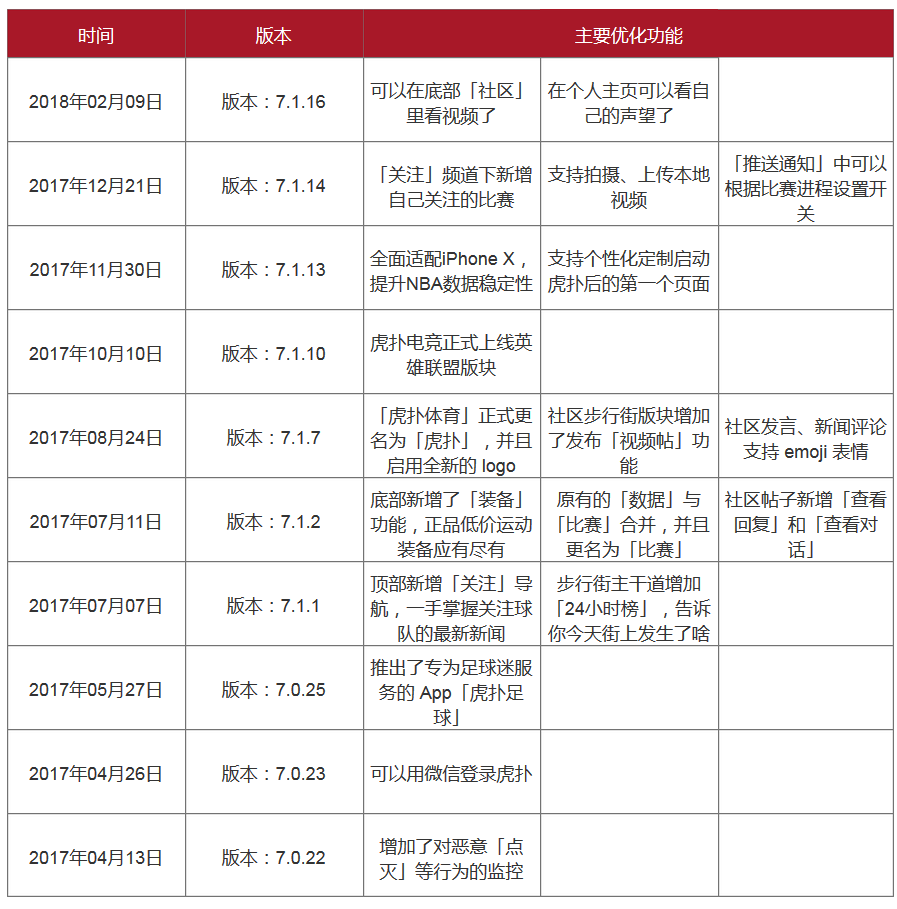 时间
版本
主要优化功能
2018年02月09日
版本：7.1.16
可以在底部「社区」
里看视频了
在个人主页可以看自
己的声望了
2017年12月21日
版本：7.1.14
「关注」频道下新增
自己关注的比赛
支持拍摄、上传本地
视频
「推送通知」中可以
根据比赛进程设置开
关
2017年11月30日
版本：7.1.13
全面适配iPhone X，
提升NBA数据稳定性
支持个性化定制启动
虎扑后的第一个页面
2017年10月10日
版本：7.1.10
虎扑电竞正式上线英
雄联盟版块
2017年08月24日
版本：7.1.7
「虎扑体育」正式更
名为「虎扑」，并且
启用全新的 logo
社区步行街版块增加
了发布「视频帖」功
能
社区发言、新闻评论
支持 emoji 表情
2017年07月11日
版本：7.1.2
底部新增了「装备」
功能，正品低价运动
装备应有尽有
原有的「数据」与
「比赛」合并，并且
更名为「比赛」
社区帖子新增「查看
回复」和「查看对
话」
2017年07月07日
版本：7.1.1
顶部新增「关注」导
航，一手掌握关注球
队的最新新闻
步行街主干道增加
「24小时榜」，告诉
你今天街上发生了啥
2017年05月27日
版本：7.0.25
推出了专为足球迷服
务的 App「虎扑足
球」
2017年04月26日
版本：7.0.23
可以用微信登录虎扑
2017年04月13日
版本：7.0.22
增加了对恶意「点
灭」等行为的监控